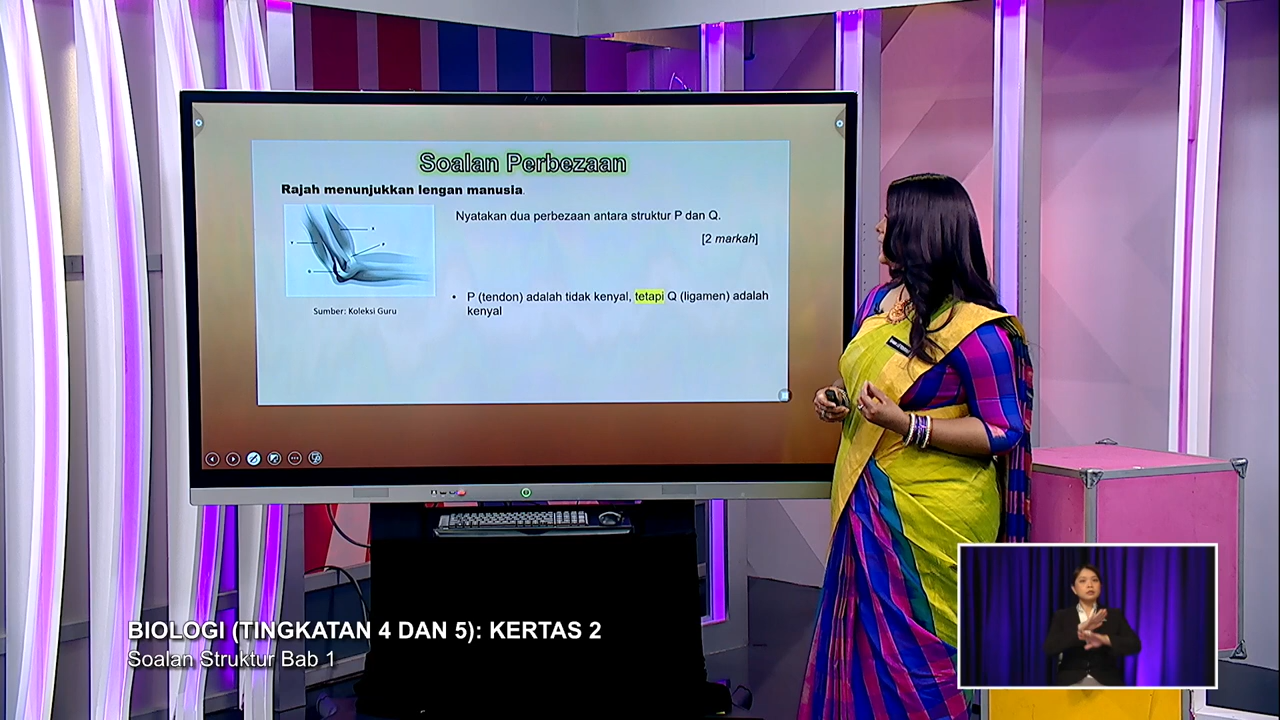 Soalan Perbezaan
Rajah menunjukkan lengan manusia.
Nyatakan dua perbezaan antara struktur P dan Q.
[2 markah]
• P (tendon) adalah tidak kenyal, tetapi Q (ligamen) adalah
kenyal
Sumber: Koleksi Guru
BIOLOGI (TINGKATAN 4 DAN 5): KERTAS 2
Soalan Struktur Bab 1